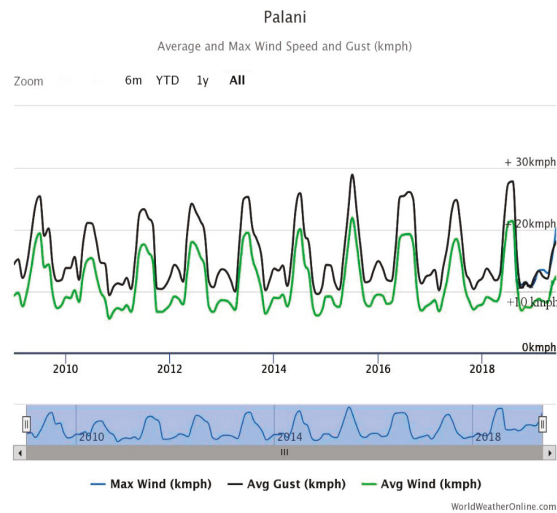 Palani
Average and Max Wind Speed and Gust (kmph)
Zoom 6m YTD 1y All
+ 30kmph
+ 20kmph
+10 kmph
0kmph
2010 2012 2014 2016 2018
2010 2014 2018
Max Wind (kmph) Avg Gust (kmph) Avg Wind (kmph)
WorldWeatherOnline.com